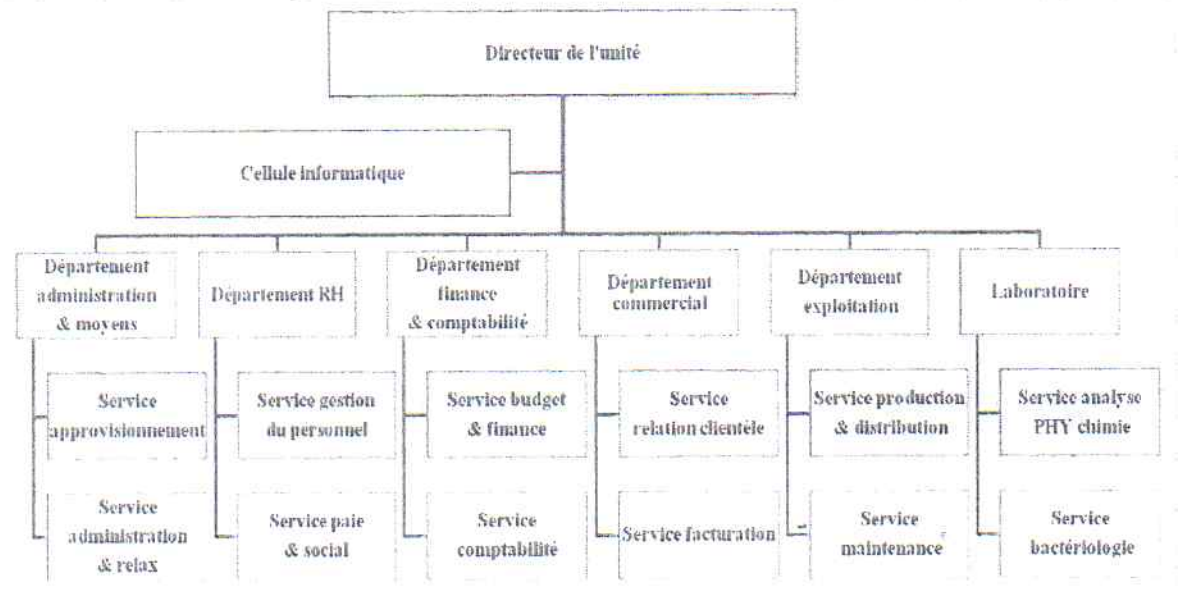 Directeur de l'unité
Cellule informatique
Département
administration
& moyens
Département RH
Département
finance
& comptabilité
Département
commercial
Département
exploitation
Laboratoire
Service
approvisionnement
Service gestion
du personnel
Service budget
& finance
Service
relation clientèle
Service production
& distribution
Service analyse
PHY chimie
Service
administration
& relax
Service paie
& social
Service
comptabilité
Service facturation
Service
maintenance
Service
bactériologie